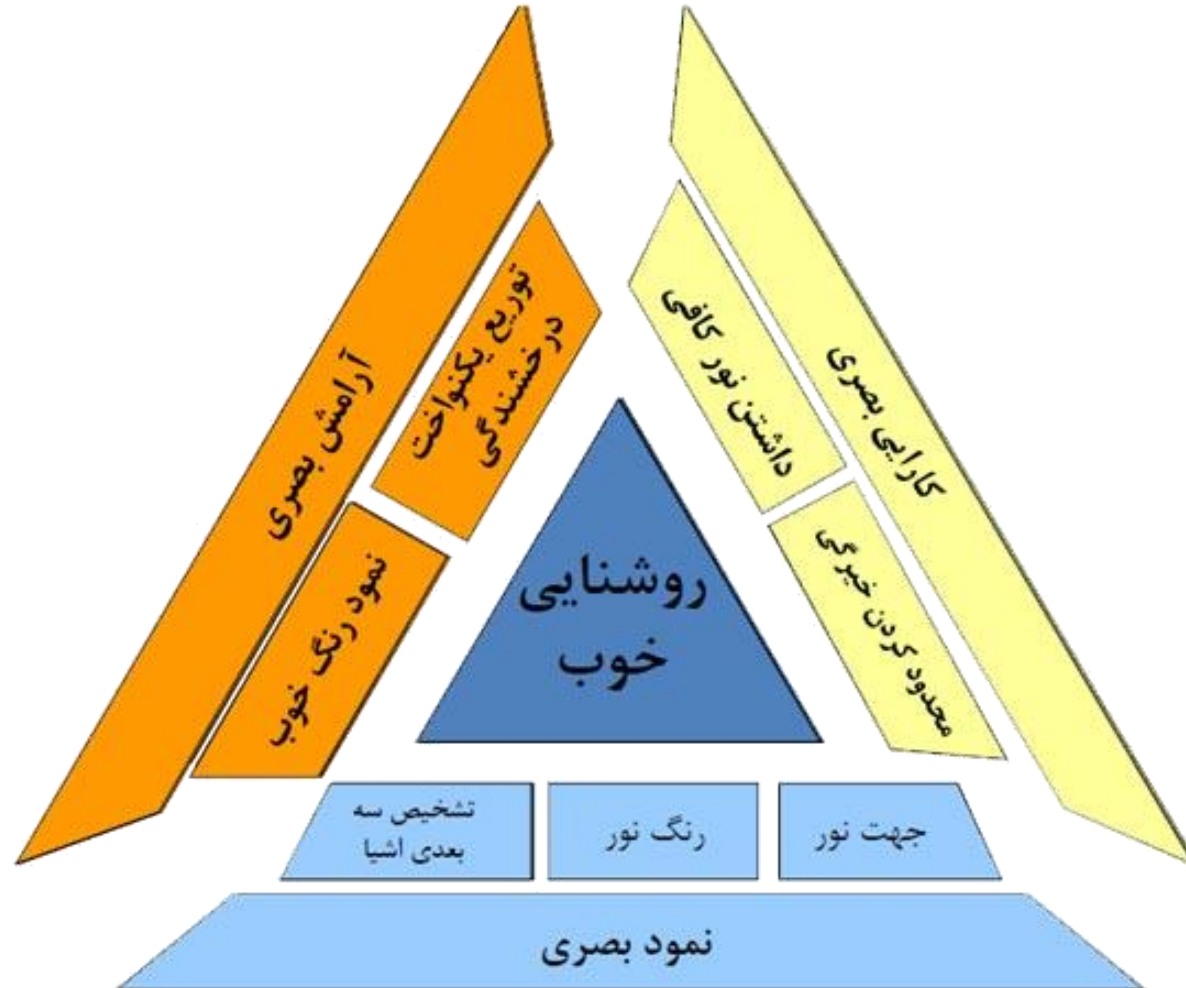 آرامش بصری
توزیع یکنواخت
درخشندگی
نمود رنگ خوب
کارایی بصری
داشتن نور کافی
محدود کردن خیرگی
روشنایی
خوب
جهت نور
رنگ نور
تشخیص سه
بعدی اشیا
نمود بصری